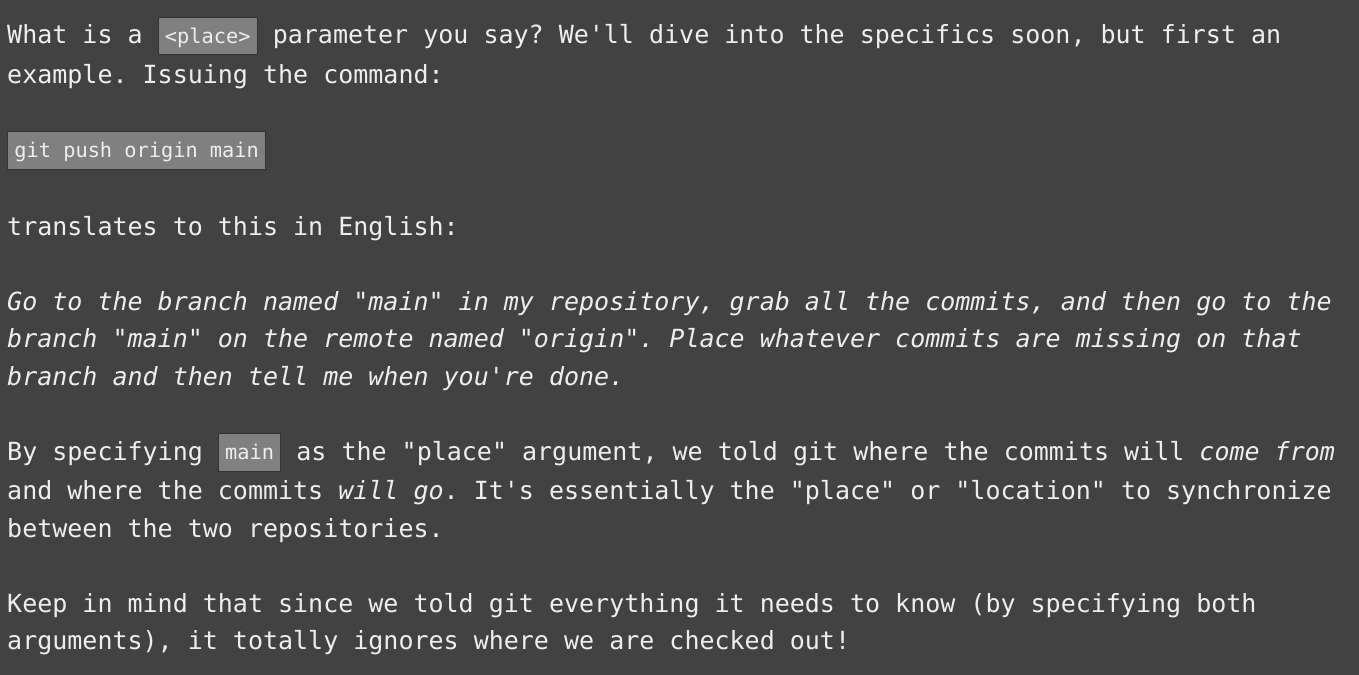 What is a <place> parameter you say? We'll dive into the specifics soon, but first an
example. Issuing the command:
git push origin main
translates to this in English:
Go to the branch named "main" in my repository, grab all the commits, and then go to the
branch "main" on the remote named "origin". Place whatever commits are missing on that
branch and then tell me when you're done.
By specifying main as the "place" argument, we told git where the commits will come from
and where the commits will go. It's essentially the "place" or "location" to synchronize
between the two repositories.
Keep in mind that since we told git everything it needs to know (by specifying both
arguments), it totally ignores where we are checked out!